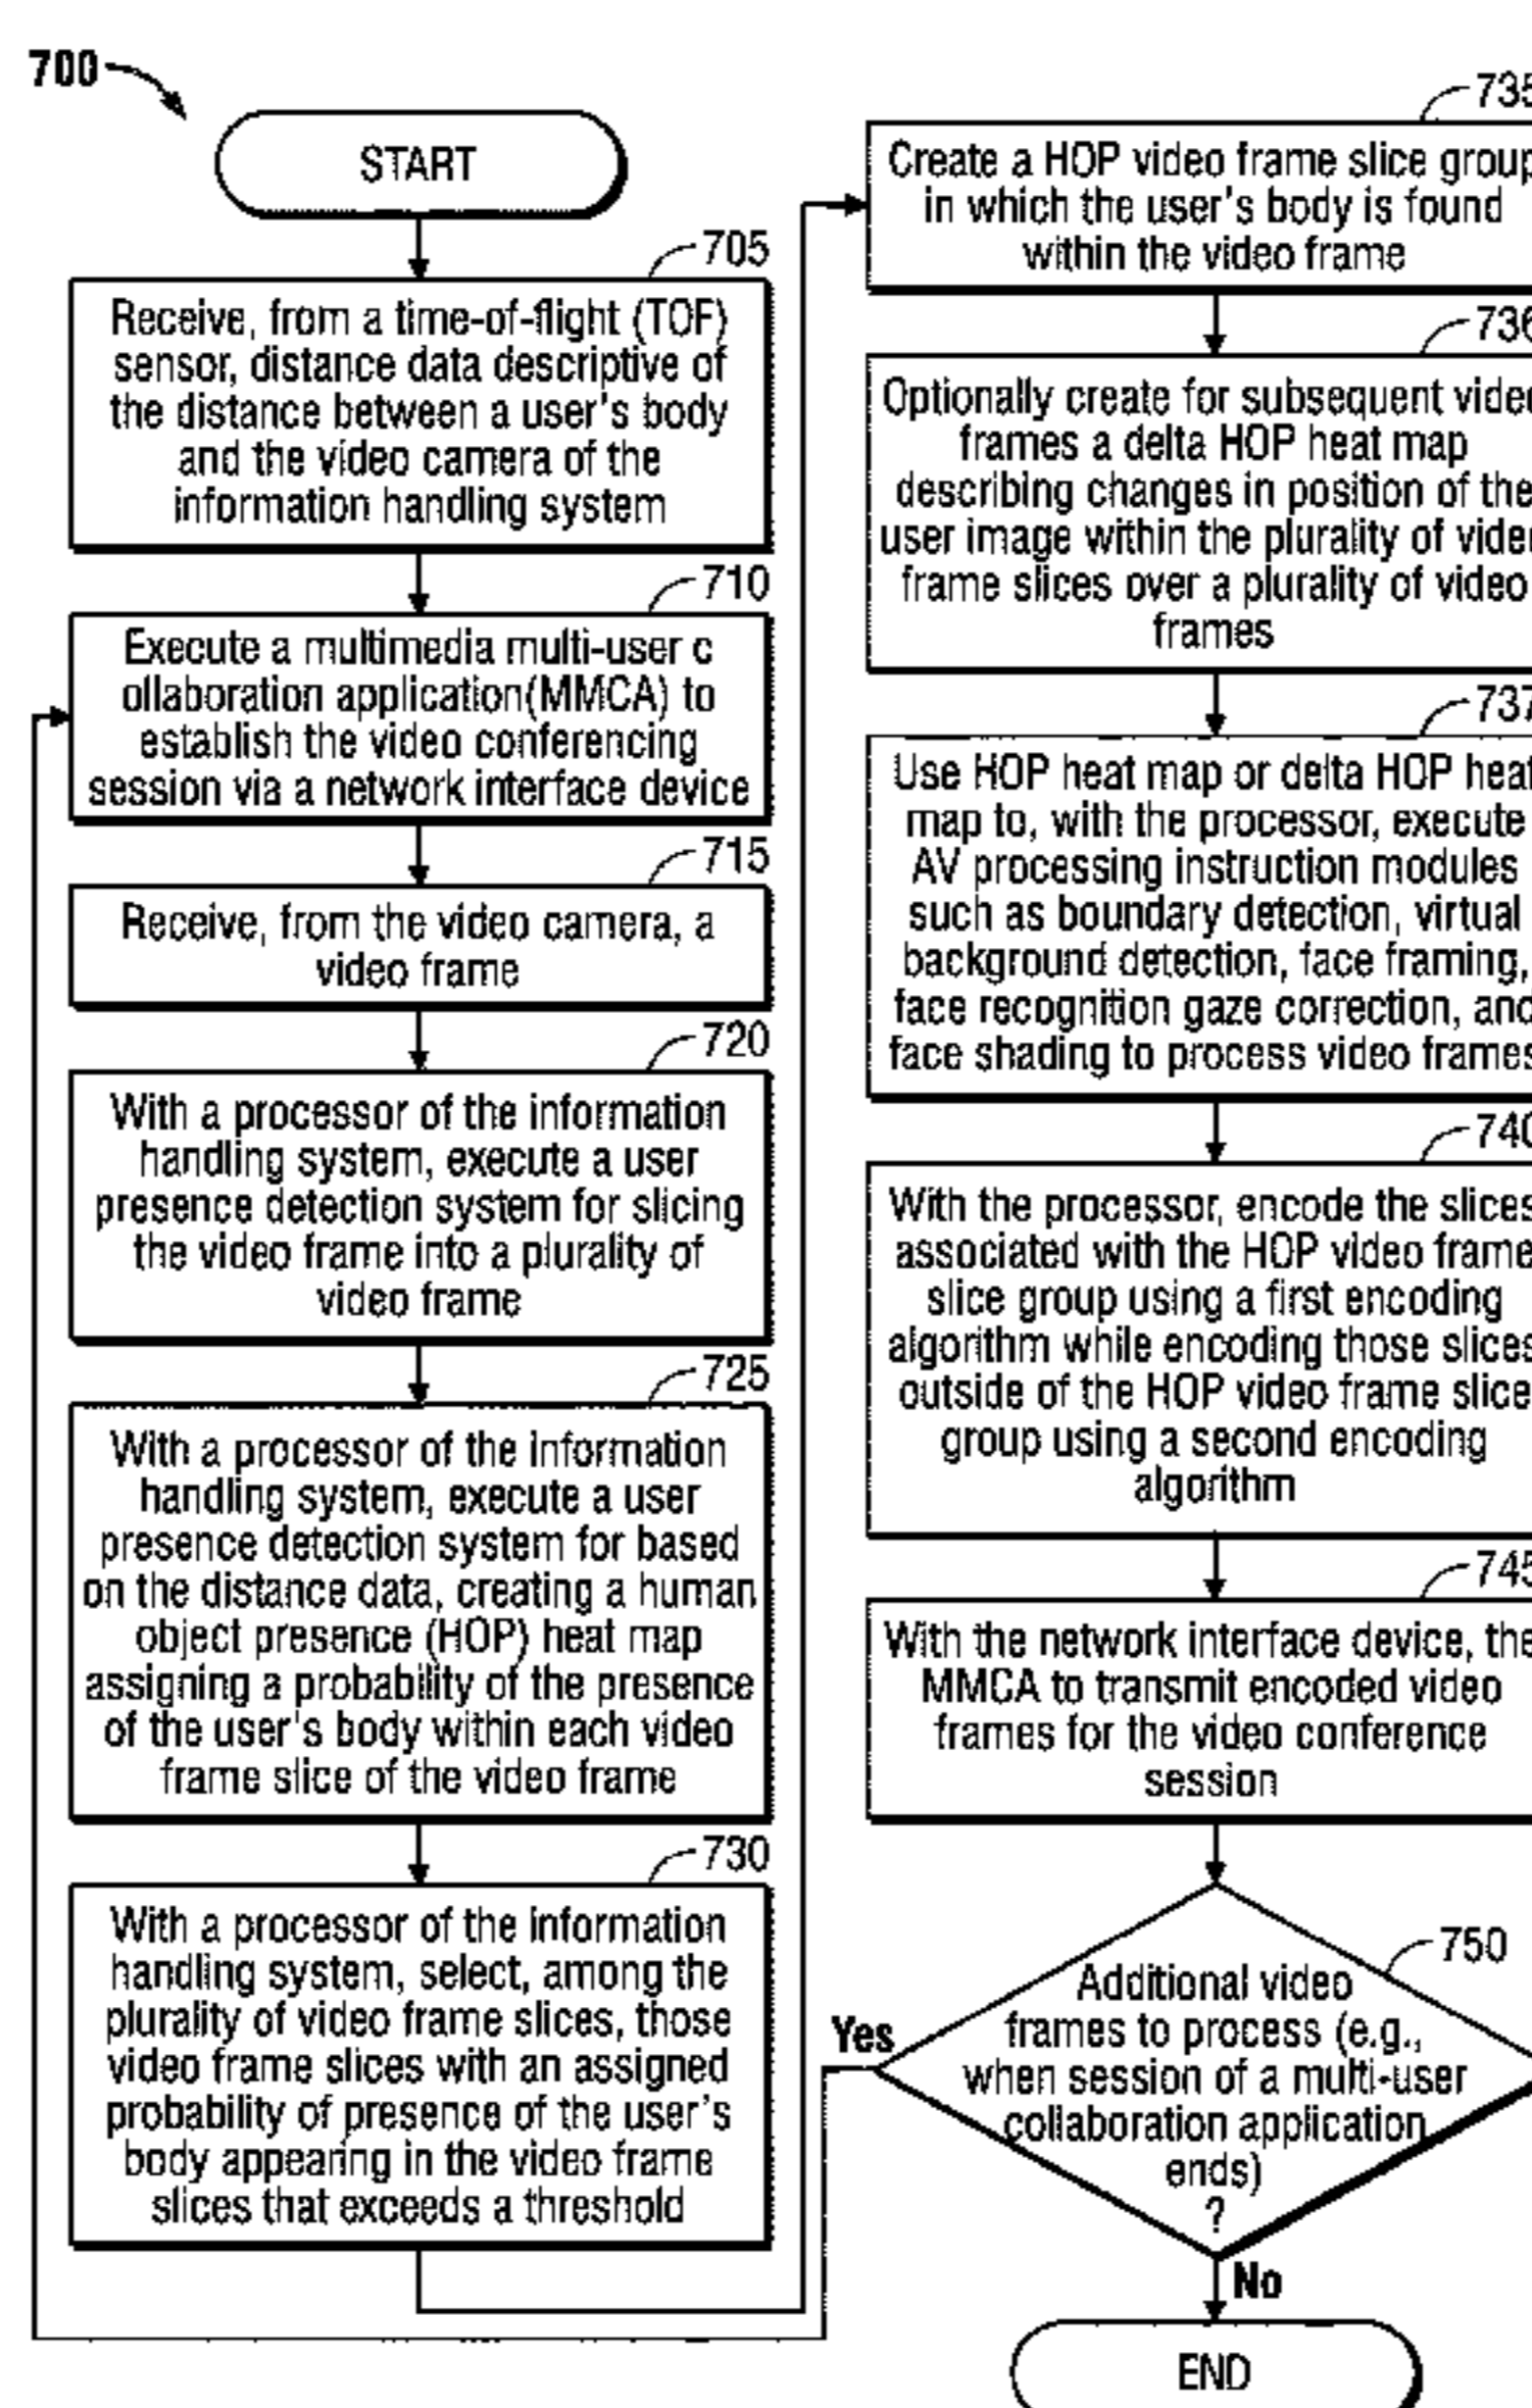 700
START
705
Receive, from a time-of-flight (TOF)
sensor, distance data descriptive of
the distance between a user's body
and the video camera of the
information handling system
710
Execute a multimedia multi-user c
ollaboration application(MMCA) to
establish the video conferencing
session via a network interface device
715
Receive, from the video camera, a
video frame
720
With a processor of the information
handling system, execute a user
presence detection system for slicing
the video frame into a plurality of
video frame
725
With a processor of the information
handling system, execute a user
presence detection system for based
on the distance data, creating a human
object presence (HOP) heat map
assigning a probability of the presence
of the user's body within each video
frame slice of the video frame
730
With a processor of the information
handling system, select, among the
plurality of video frame slices, those
video frame slices with an assigned
probability of presence of the user's
body appearing in the video frame
slices that exceeds a threshold
735
Create a HOP video frame slice group
in which the user's body is found
within the video frame
736
Optionally create for subsequent video
frames a delta HOP heat map
describing changes in position of the
user image within the plurality of video
frame slices over a plurality of video
frames
737
Use HOP heat map or delta HOP heat
map to, with the processor, execute
AV processing instruction modules
such as boundary detection, virtual
background detection, face framing,
face recognition gaze correction, and
face shading to process video frames
740
With the processor, encode the slices
associated with the HOP video frame
slice group using a first encoding
algorithm while encoding those slices
outside of the HOP video frame slice
group using a second encoding
algorithm
745
With the network interface device, the
MMCA to transmit encoded video
frames for the video conference
session
750
Additional video
frames to process (e.g.,
when session of a multi-user
collaboration application
ends)
?
Yes
No
END